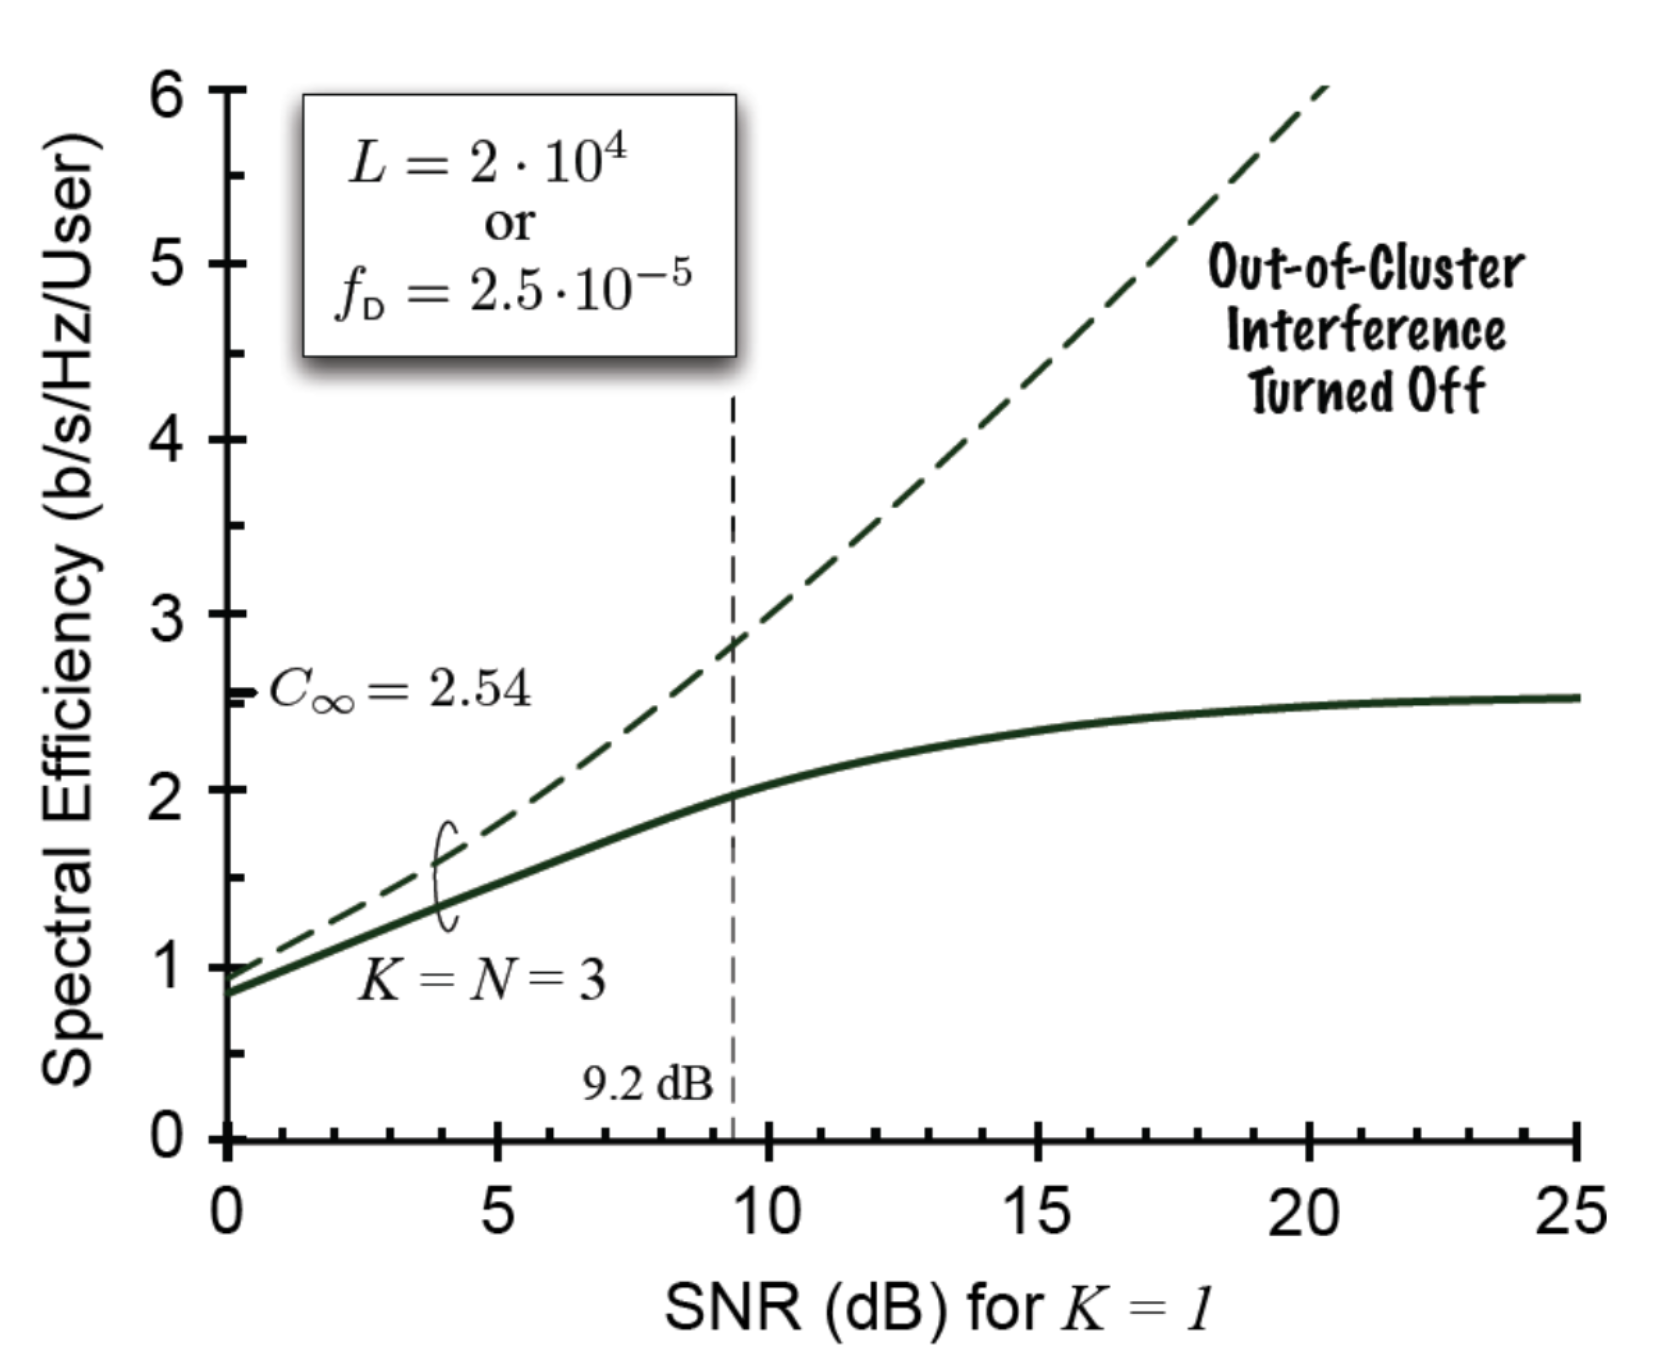 6
5
4
3
2
1
0
Spectral Efficiency (b/s/Hz/User)
L = 2 · 10⁴
or
f_D = 2.5 · 10⁻⁵
Out-of-Cluster
Interference
Turned Off
C_∞ = 2.54
K = N = 3
9.2 dB
0 5 10 15 20 25
SNR (dB) for K = 1